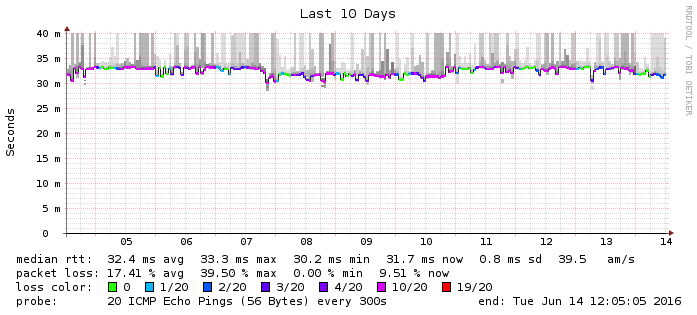 Last 10 Days
RRDTOOL / TOBI OETIKER
Seconds
40 m
35 m
30 m
25 m
20 m
15 m
10 m
5 m
0
05 06 07 08 09 10 11 12 13 14
median rtt: 32.4 ms avg 33.3 ms max 30.2 ms min 31.7 ms now 0.8 ms sd 39.5 am/s
packet loss: 17.41 % avg 39.50 % max 0.00 % min 9.51 % now
loss color: 0 1/20 2/20 3/20 4/20 10/20 19/20
probe: 20 ICMP Echo Pings (56 Bytes) every 300s end: Tue Jun 14 12:05:05 2016